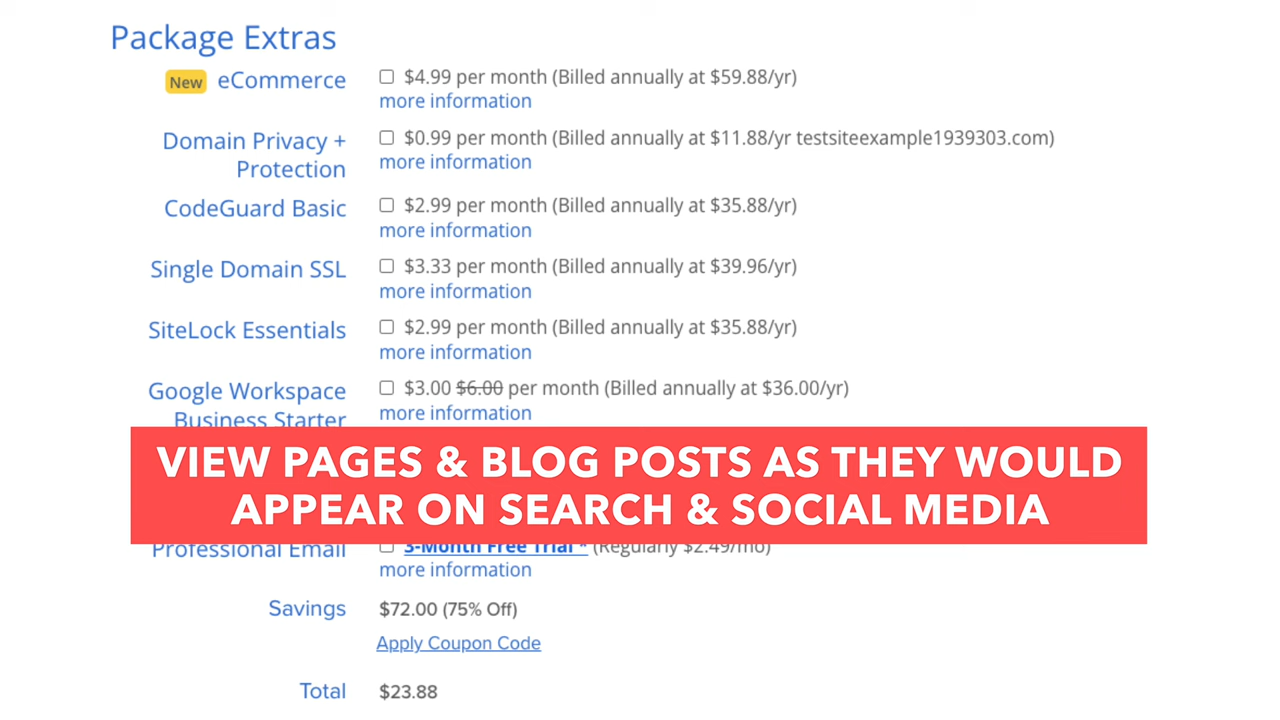 Package Extras
New eCommerce
$4.99 per month (Billed annually at $59.88/yr)
more information
Domain Privacy +
Protection
$0.99 per month (Billed annually at $11.88/yr testsiteexample1939303.com)
more information
CodeGuard Basic
$2.99 per month (Billed annually at $35.88/yr)
more information
Single Domain SSL
$3.33 per month (Billed annually at $39.96/yr)
more information
SiteLock Essentials
$2.99 per month (Billed annually at $35.88/yr)
more information
Google Workspace
Business Starter
$3.00 $6.00 per month (Billed annually at $36.00/yr)
more information
VIEW PAGES & BLOG POSTS AS THEY WOULD
APPEAR ON SEARCH & SOCIAL MEDIA
Professional Email
3-Month Free Trial * (Regularly $2.49/mo)
more information
Savings
$72.00 (75% Off)
Apply Coupon Code
Total
$23.88